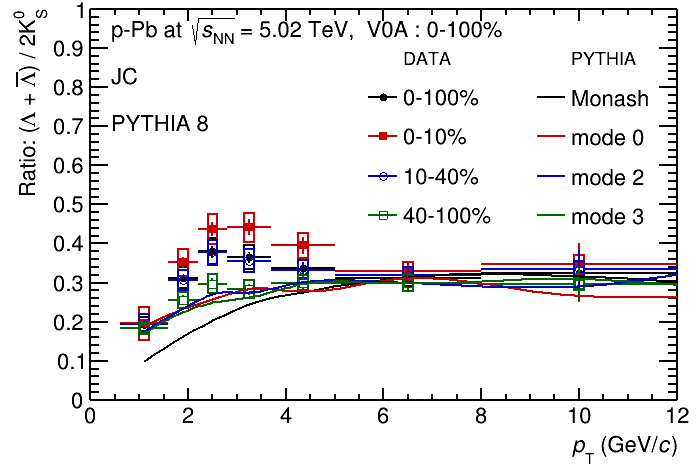 p-Pb at √s_NN = 5.02 TeV, V0A : 0-100%
JC
PYTHIA 8
DATA
0-100%
0-10%
10-40%
40-100%
PYTHIA
Monash
mode 0
mode 2
mode 3
Ratio: (Λ + Λ̅) / 2K⁰_S
1
0.9
0.8
0.7
0.6
0.5
0.4
0.3
0.2
0.1
0
0 2 4 6 8 10 12
p_T (GeV/c)